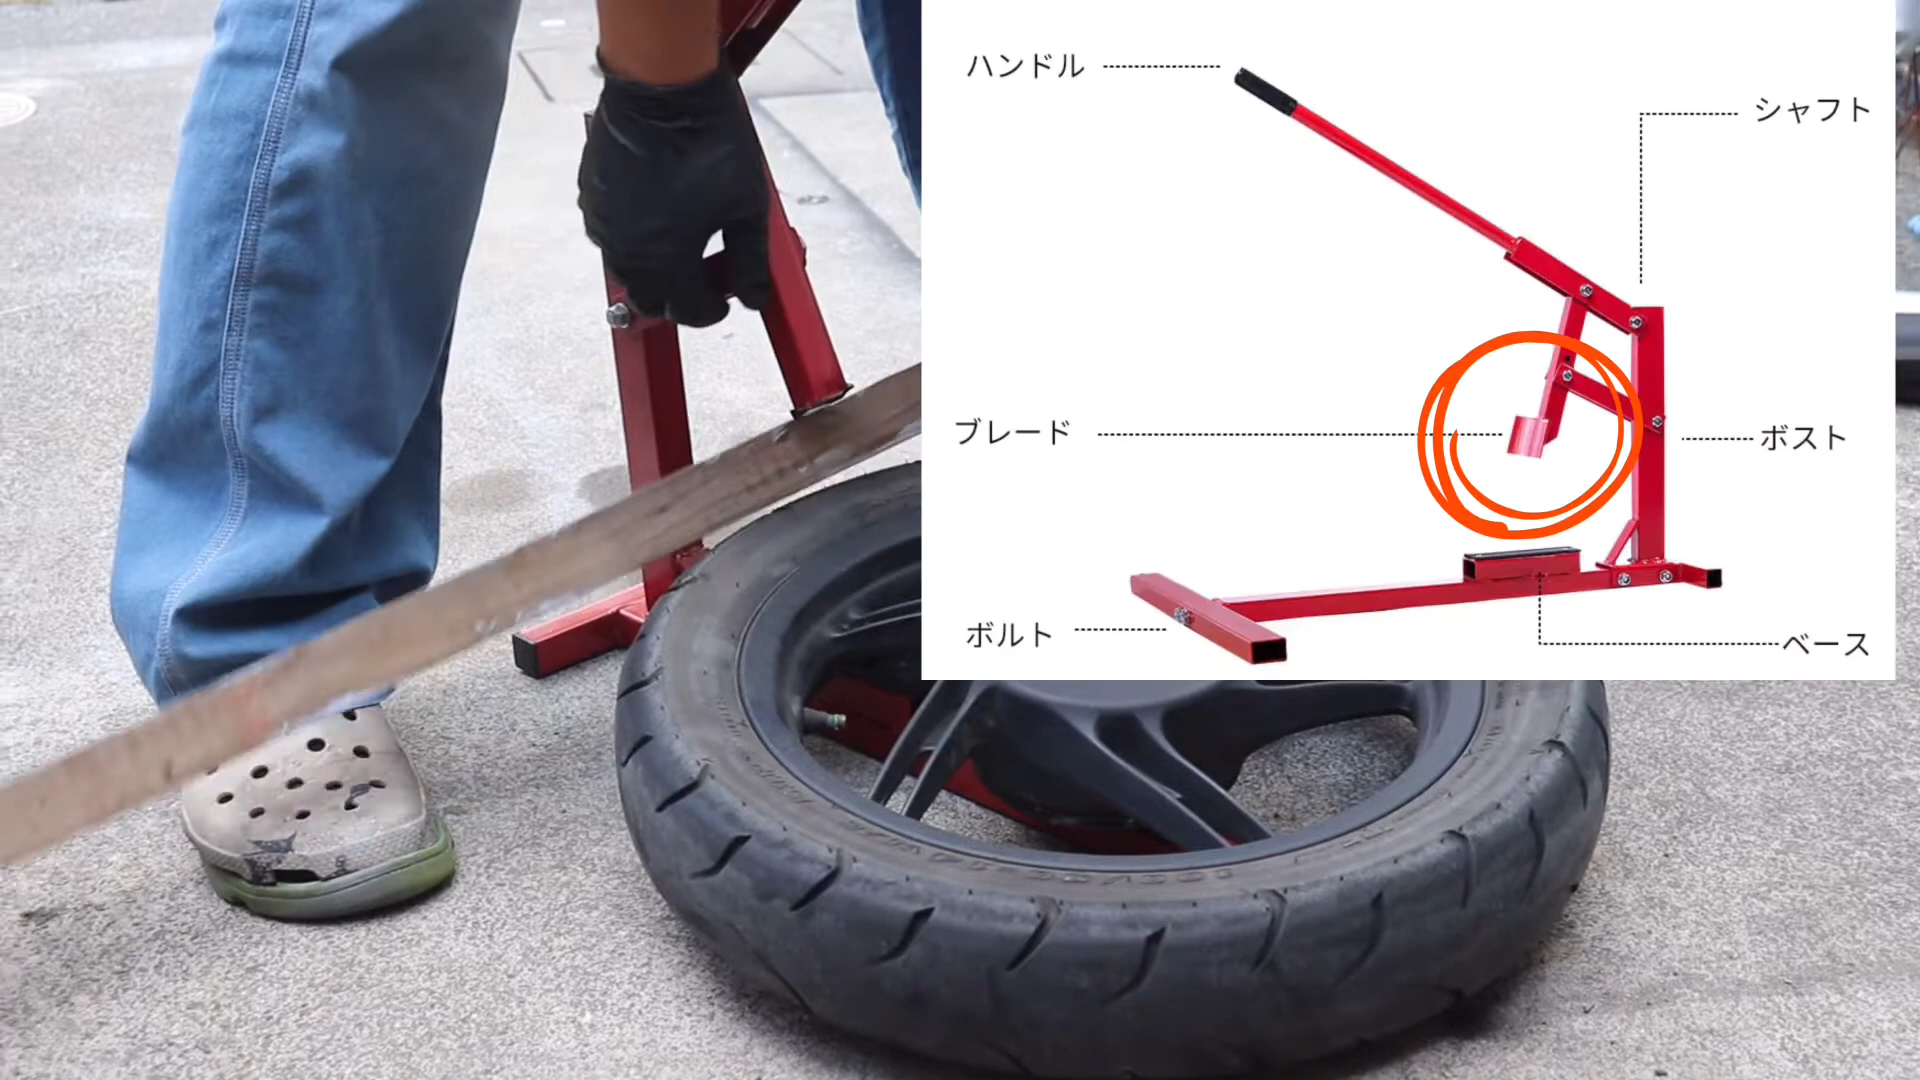 ハンドル
シャフト
ブレード
ボスト
ボルト
ベース